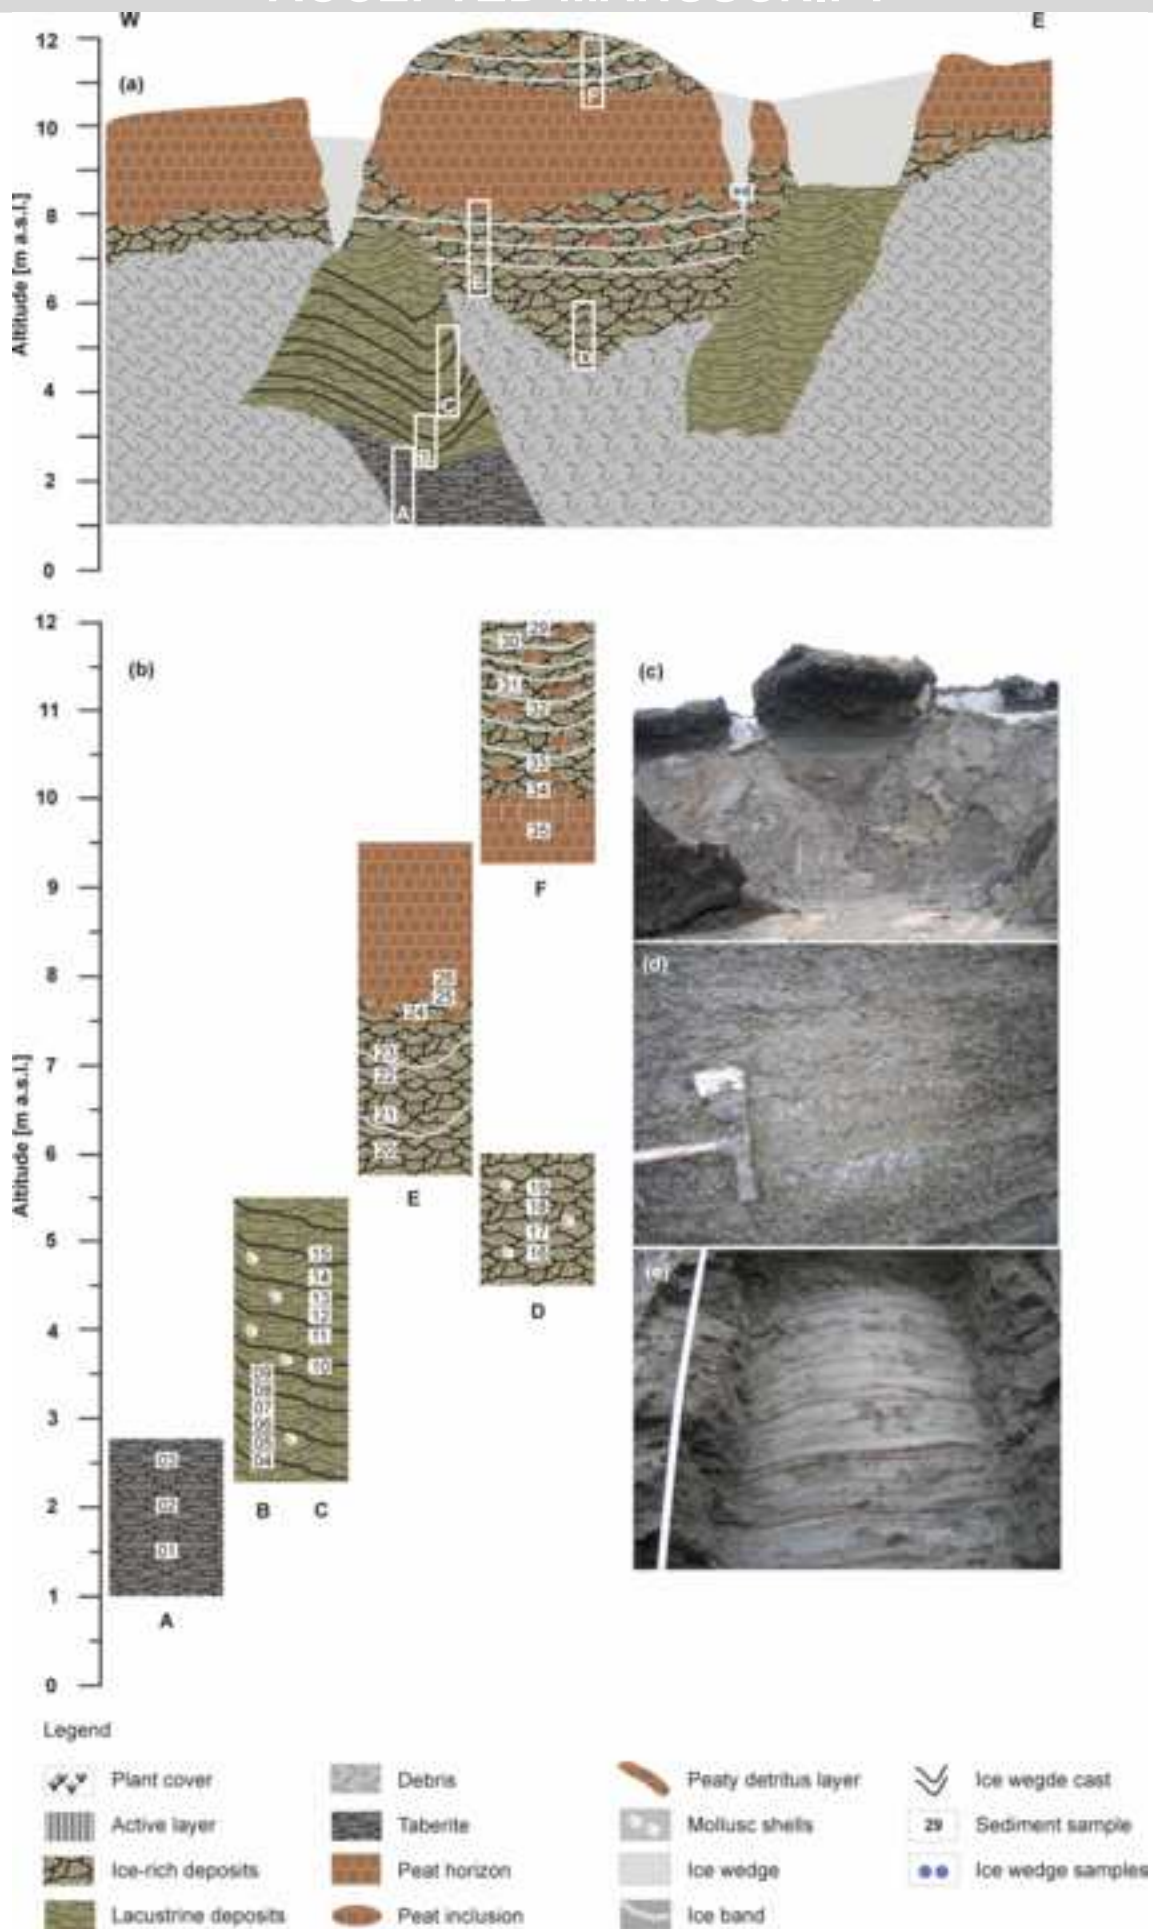 ACCEPTED MANUSCRIPT
W
E
12
(a)
F
10
Altitude [m a.s.l.]
8
E
6
D
4
C
B
2
A
0
12
(b)
29
30
(c)
31
11
32
33
34
10
35
9
F
26
8
25
24
(d)
23
7
22
21
Altitude [m a.s.l.]
20
6
E
19
18
17
5
15
16
14
(e)
13
12
D
4
11
10
09
08
07
3
06
05
04
03
2
02
B
C
01
1
A
0
Legend
Plant cover
Debris
Peaty detritus layer
Ice wegde cast
Active layer
Taberite
Mollusc shells
29
Sediment sample
Ice-rich deposits
Peat horizon
Ice wedge
Ice wedge samples
Lacustrine deposits
Peat inclusion
Ice band